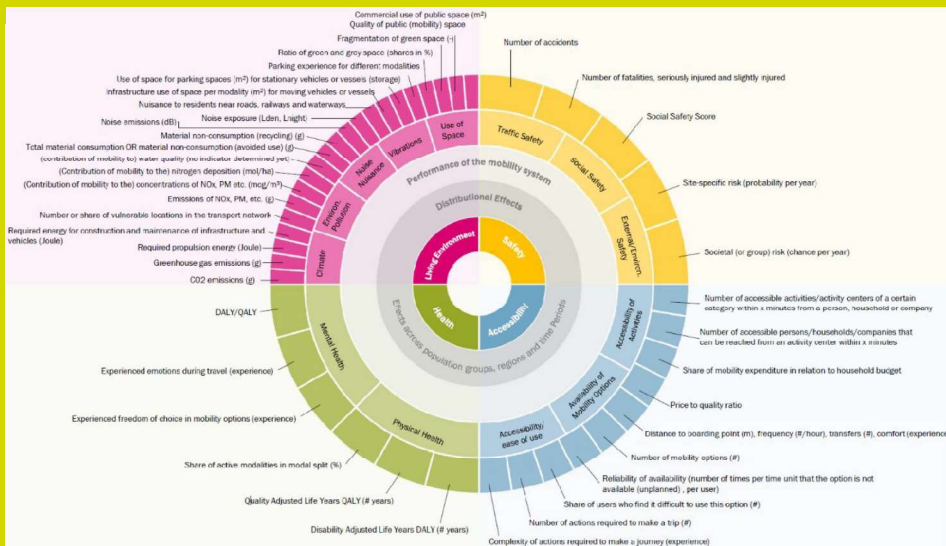 Commercial use of public space (m²)
Quality of public (mobility) space
Fragmentation of green space (-)
Ratio of green and grey space (shares in %)
Parking experience for different modalities
Use of space for parking spaces (m²) for stationary vehicles or vessels (storage)
Infrastructure use of space per modality (m²) for moving vehicles or vessels
Nuisance to residents near roads, railways and waterways
Noise exposure (Lden, Lnight)
Noise emissions (dB)
Material non-consumption (recycling) (g)
Total material consumption OR material non-consumption (avoided use) (g)
(contribution of mobility to) water quality (no indicator determined yet)
(Contribution of mobility to the) nitrogen deposition (mol/ha)
(Contribution of mobility to the) concentrations of NOx, PM etc. (mcg/m³)
Emissions of NOx, PM, etc. (g)
Number or share of vulnerable locations in the transport network
Required energy for construction and maintenance of infrastructure and
vehicles (Joule)
Required propulsion energy (Joule)
Greenhouse gas emissions (g)
CO2 emissions (g)
Number of accidents
Number of fatalities, seriously injured and slightly injured
Social Safety Score
Site-specific risk (probability per year)
Societal (or group) risk (chance per year)
Use of
Space
Vibrations
Noise
Nuisance
Environ.
Pollution
Climate
Traffic Safety
social Safety
External/Environ.
Safety
Performance of the mobility system
Distributional Effects
Living Environment
Safety
Health
Accessibility
Effects across population groups, regions and time Periods
DALY/QALY
Experienced emotions during travel (experience)
Experienced freedom of choice in mobility options (experience)
Share of active modalities in modal split (%)
Quality Adjusted Life Years QALY (# years)
Disability Adjusted Life Years DALY (# years)
Mental Health
Physical Health
Accessibility of
Activities
Availability of
Mobility Options
Accessibility/
ease of use
Number of accessible activities/activity centers of a certain
category within x minutes from a person, household or company
Number of accessible persons/households/companies that
can be reached from an activity center within x minutes
Share of mobility expenditure in relation to household budget
Price to quality ratio
Distance to boarding point (m), frequency (#/hour), transfers (#), comfort (experience)
Number of mobility options (#)
Reliability of availability (number of times per time unit that the option is not
available (unplanned) , per user)
Share of users who find it difficult to use this option (#)
Number of actions required to make a trip (#)
Complexity of actions required to make a journey (experience)